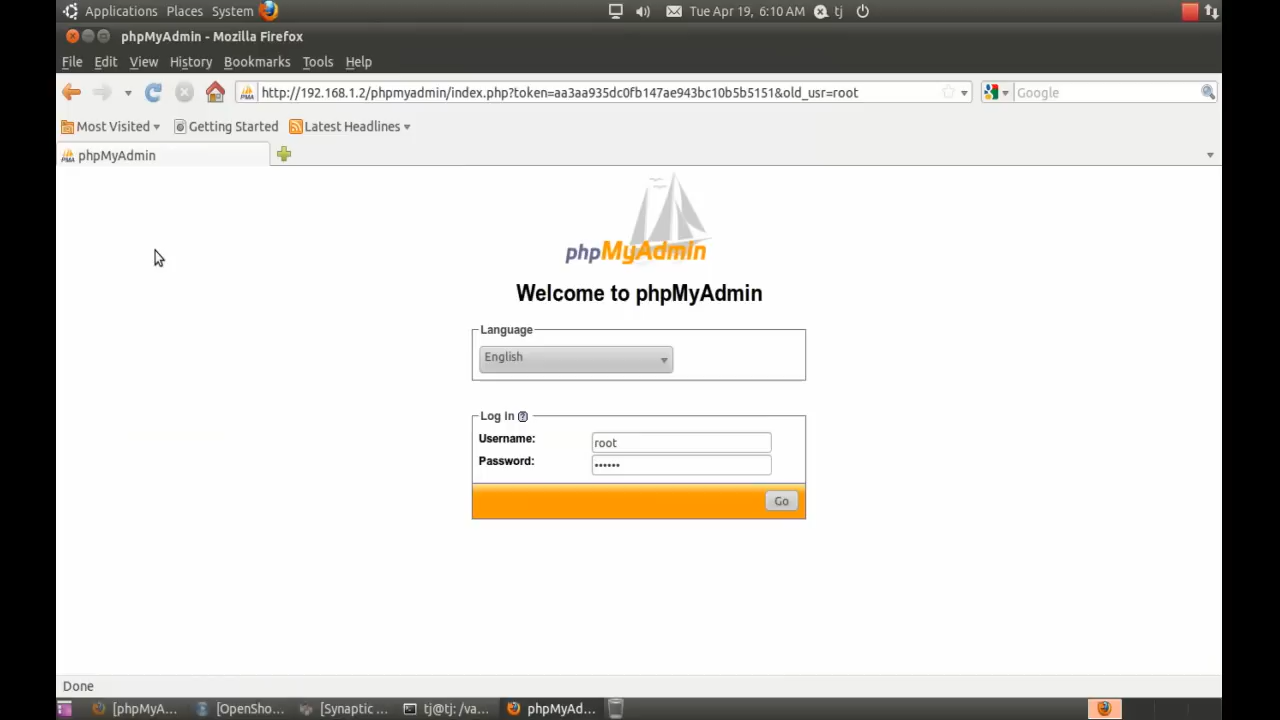 Applications Places System Tue Apr 19, 6:10 AM tj
phpMyAdmin - Mozilla Firefox
File Edit View History Bookmarks Tools Help
http://192.168.1.2/phpmyadmin/index.php?token=aa3aa935dc0fb147ae943bc10b5b5151&old_usr=root Google
Most Visited Getting Started Latest Headlines
PMA phpMyAdmin
phpMyAdmin
Welcome to phpMyAdmin
Language
English
Log in ?
Username: root
Password: ••••••
Go
Done
[phpMyA... [OpenSho... [Synaptic ... tj@tj: /va... phpMyAd...